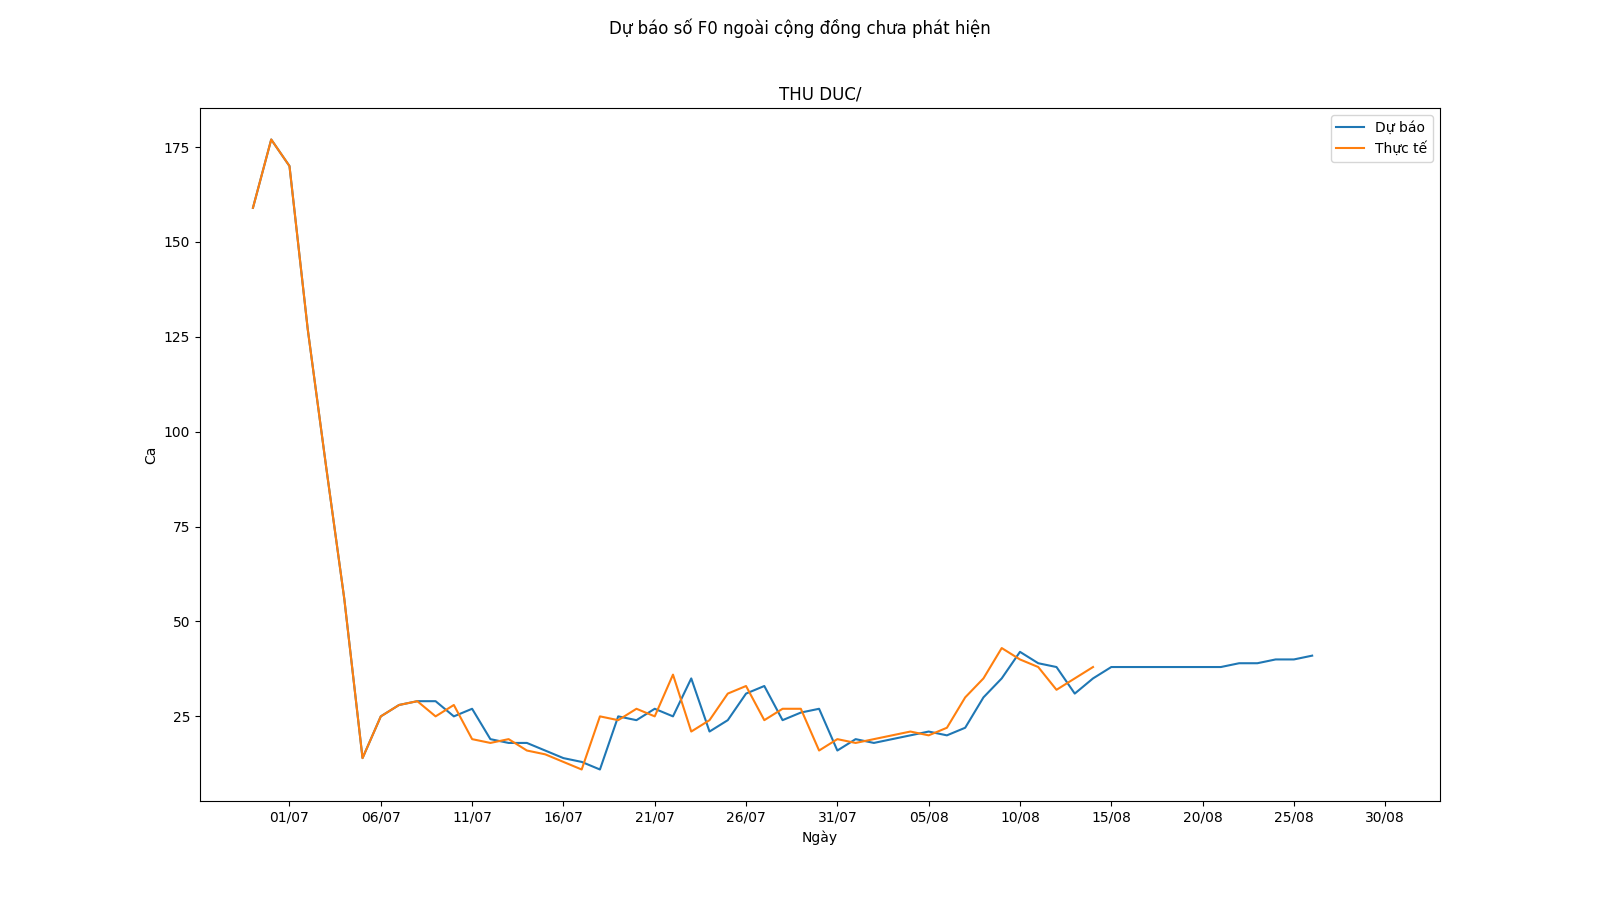 Dự báo số F0 ngoài cộng đồng chưa phát hiện
THU DUC/
Dự báo
Thực tế
175
150
125
100
75
50
25
Ca
01/07 06/07 11/07 16/07 21/07 26/07 31/07 05/08 10/08 15/08 20/08 25/08 30/08
Ngày